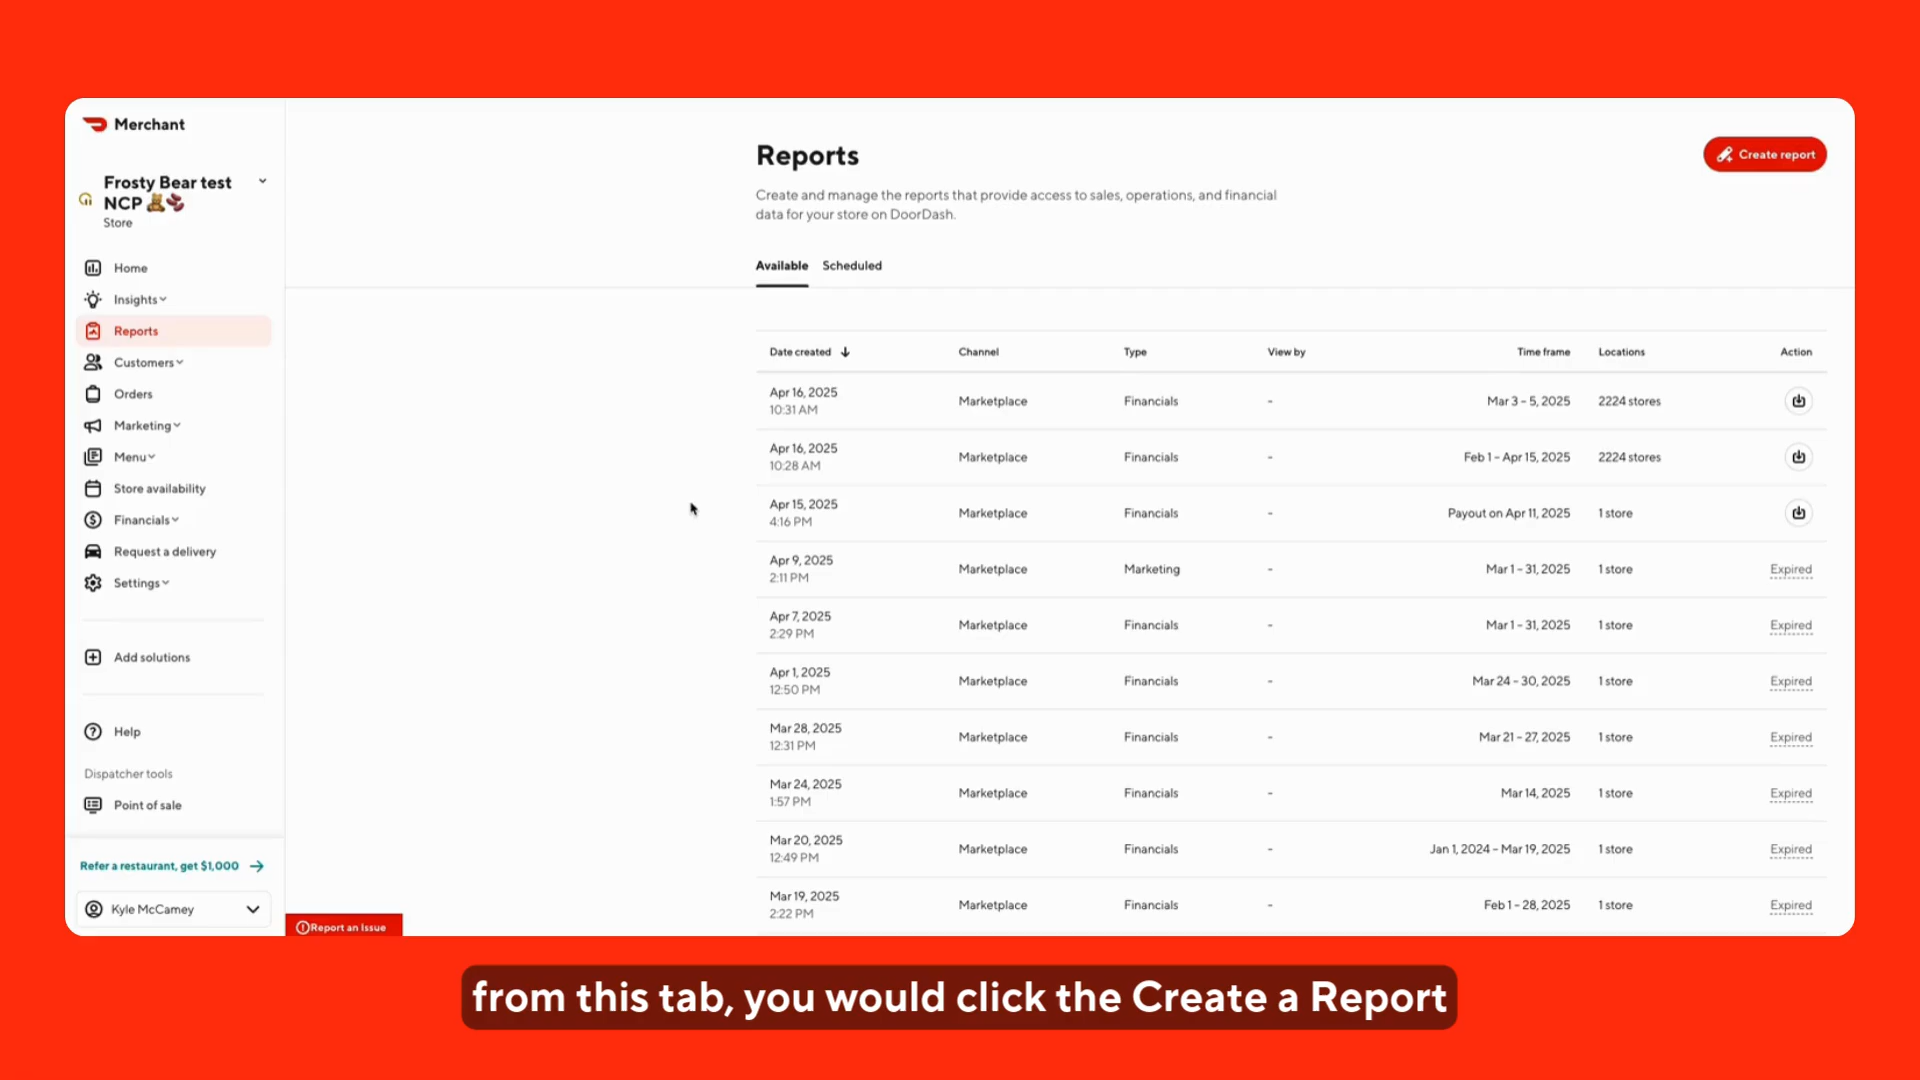 Merchant
Frosty Bear test
NCP 🧸🫘
Store
Home
Insights
Reports
Customers
Orders
Marketing
Menu
Store availability
Financials
Request a delivery
Settings
Add solutions
Help
Dispatcher tools
Point of sale
Refer a restaurant, get $1,000 →
Kyle McCamey
Report an Issue
Reports
Create report
Create and manage the reports that provide access to sales, operations, and financial
data for your store on DoorDash.
Available Scheduled
Date created ↓ Channel Type View by Time frame Locations Action
Apr 16, 2025
10:31 AM
Marketplace Financials - Mar 3 – 5, 2025 2224 stores
Apr 16, 2025
10:28 AM
Marketplace Financials - Feb 1 – Apr 15, 2025 2224 stores
Apr 15, 2025
4:16 PM
Marketplace Financials - Payout on Apr 11, 2025 1 store
Apr 9, 2025
2:11 PM
Marketplace Marketing - Mar 1 – 31, 2025 1 store Expired
Apr 7, 2025
2:29 PM
Marketplace Financials - Mar 1 – 31, 2025 1 store Expired
Apr 1, 2025
12:50 PM
Marketplace Financials - Mar 24 – 30, 2025 1 store Expired
Mar 28, 2025
12:31 PM
Marketplace Financials - Mar 21 – 27, 2025 1 store Expired
Mar 24, 2025
1:57 PM
Marketplace Financials - Mar 14, 2025 1 store Expired
Mar 20, 2025
12:49 PM
Marketplace Financials - Jan 1, 2024 – Mar 19, 2025 1 store Expired
Mar 19, 2025
2:22 PM
Marketplace Financials - Feb 1 – 28, 2025 1 store Expired
from this tab, you would click the Create a Report